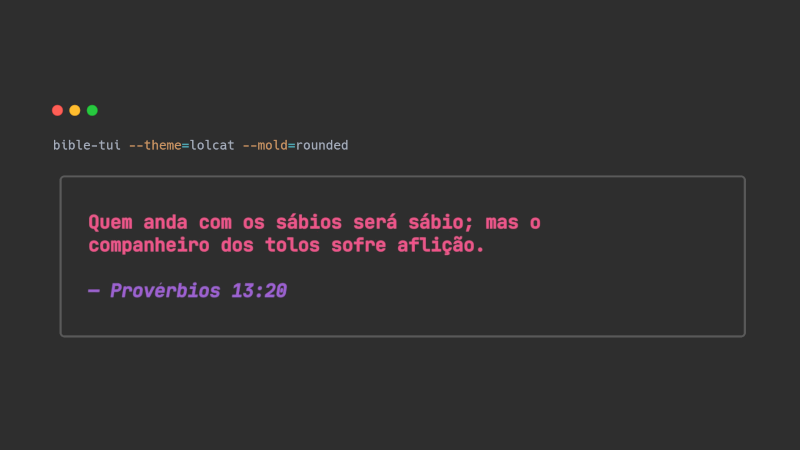 bible-tui --theme=lolcat --mold=rounded
Quem anda com os sábios será sábio; mas o
companheiro dos tolos sofre aflição.
— Provérbios 13:20